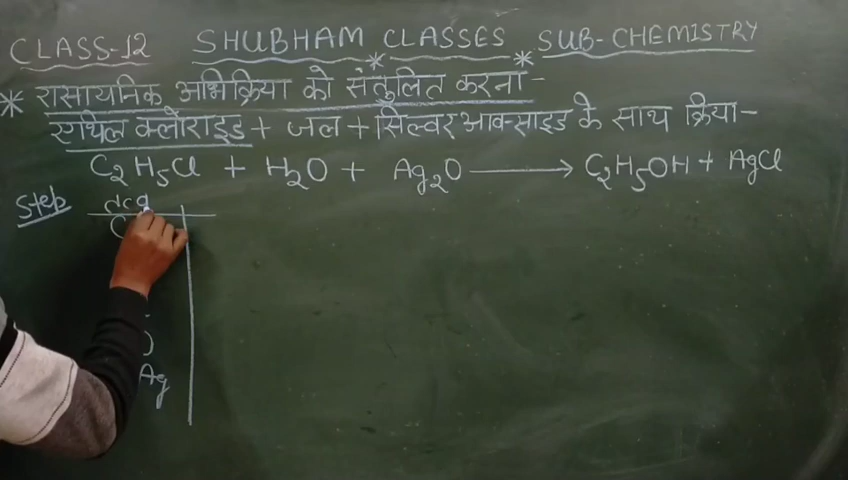 CLASS-12 SHUBHAM CLASSES SUB-CHEMISTRY
* रासायनिक अभिक्रिया को संतुलित करना-
एथिल क्लोराइड + जल + सिल्वर आक्साइड के साथ क्रिया-
C₂H₅Cl + H₂O + Ag₂O ⟶ C₂H₅OH + AgCl
Step
C
Ag